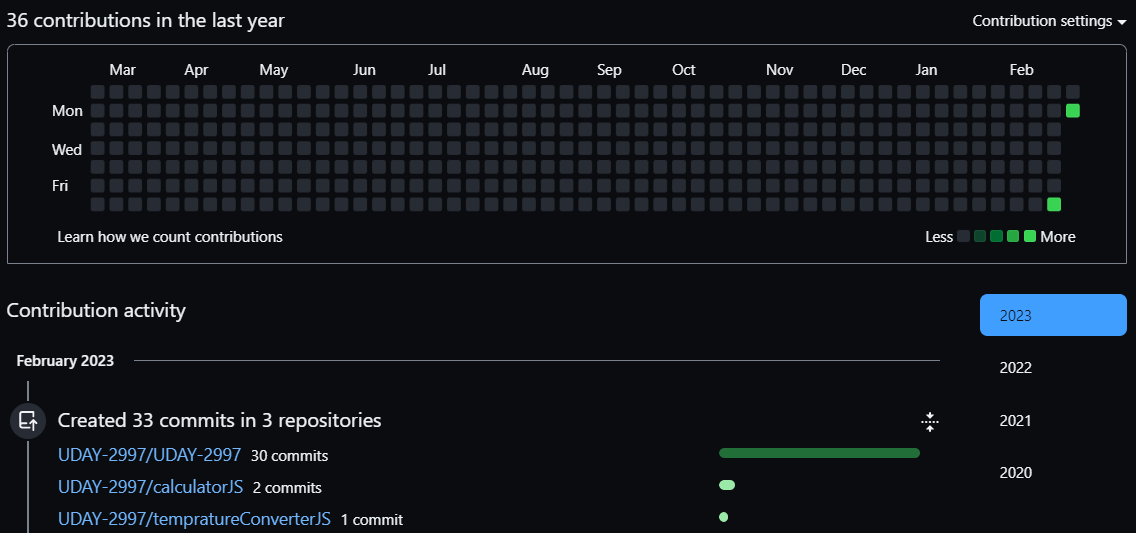 36 contributions in the last year
Contribution settings
Mar Apr May Jun Jul Aug Sep Oct Nov Dec Jan Feb
Mon
Wed
Fri
Learn how we count contributions
Less More
Contribution activity
2023
2022
2021
2020
February 2023
Created 33 commits in 3 repositories
UDAY-2997/UDAY-2997 30 commits
UDAY-2997/calculatorJS 2 commits
UDAY-2997/tempratureConverterJS 1 commit